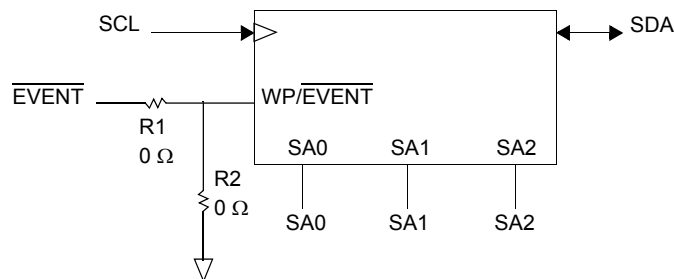 SCL
SDA
EVENT
WP/EVENT
R1
0 Ω
SA0 SA1 SA2
R2
0 Ω
SA0 SA1 SA2